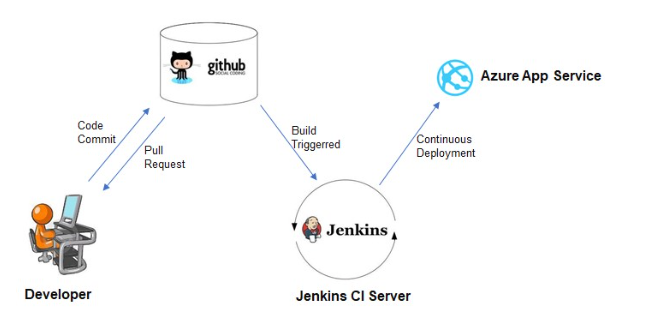 github
SOCIAL CODING
Azure App Service
Code
Commit
Pull
Request
Build
Triggerred
Continuous
Deployment
Jenkins
Developer
Jenkins CI Server